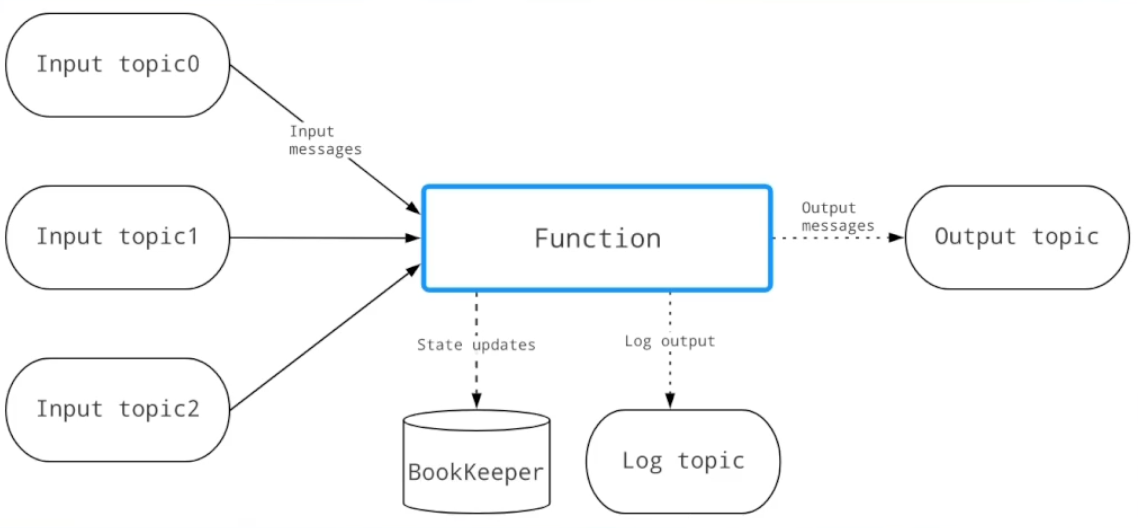 Input topic0
Input
messages
Input topic1
Function
Output
messages
Output topic
State updates
Log output
Input topic2
BookKeeper
Log topic